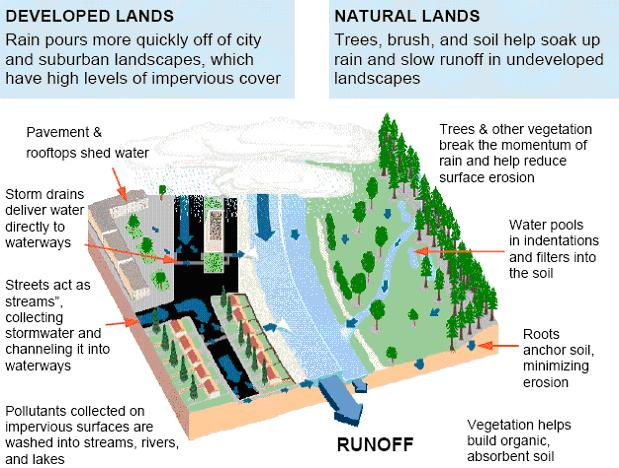 DEVELOPED LANDS
Rain pours more quickly off of city
and suburban landscapes, which
have high levels of impervious cover
NATURAL LANDS
Trees, brush, and soil help soak up
rain and slow runoff in undeveloped
landscapes
Pavement &
rooftops shed water
Storm drains
deliver water
directly to
waterways
Streets act as
streams”,
collecting
stormwater and
channeling it into
waterways
Pollutants collected on
impervious surfaces are
washed into streams, rivers,
and lakes
Trees & other vegetation
break the momentum of
rain and help reduce
surface erosion
Water pools
in indentations
and filters into
the soil
Roots
anchor soil,
minimizing
erosion
Vegetation helps
build organic,
absorbent soil
RUNOFF